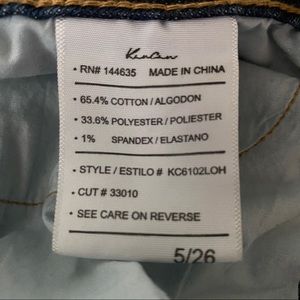 KanCan
• RN# 144635 MADE IN CHINA
• 65.4% COTTON / ALGODON
• 33.6% POLYESTER / POLIESTER
• 1% SPANDEX / ELASTANO
• STYLE / ESTILO # KC6102LOH
• CUT # 33010
• SEE CARE ON REVERSE
5/26